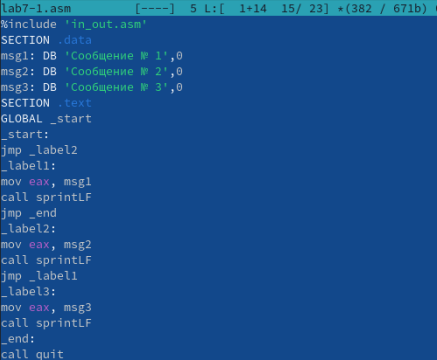 lab7-1.asm [----] 5 L:[ 1+14 15/ 23] *(382 / 671b)
%include 'in_out.asm'
SECTION .data
msg1: DB 'Сообщение № 1',0
msg2: DB 'Сообщение № 2',0
msg3: DB 'Сообщение № 3',0
SECTION .text
GLOBAL _start
_start:
jmp _label2
_label1:
mov eax, msg1
call sprintLF
jmp _end
_label2:
mov eax, msg2
call sprintLF
jmp _label1
_label3:
mov eax, msg3
call sprintLF
_end:
call quit